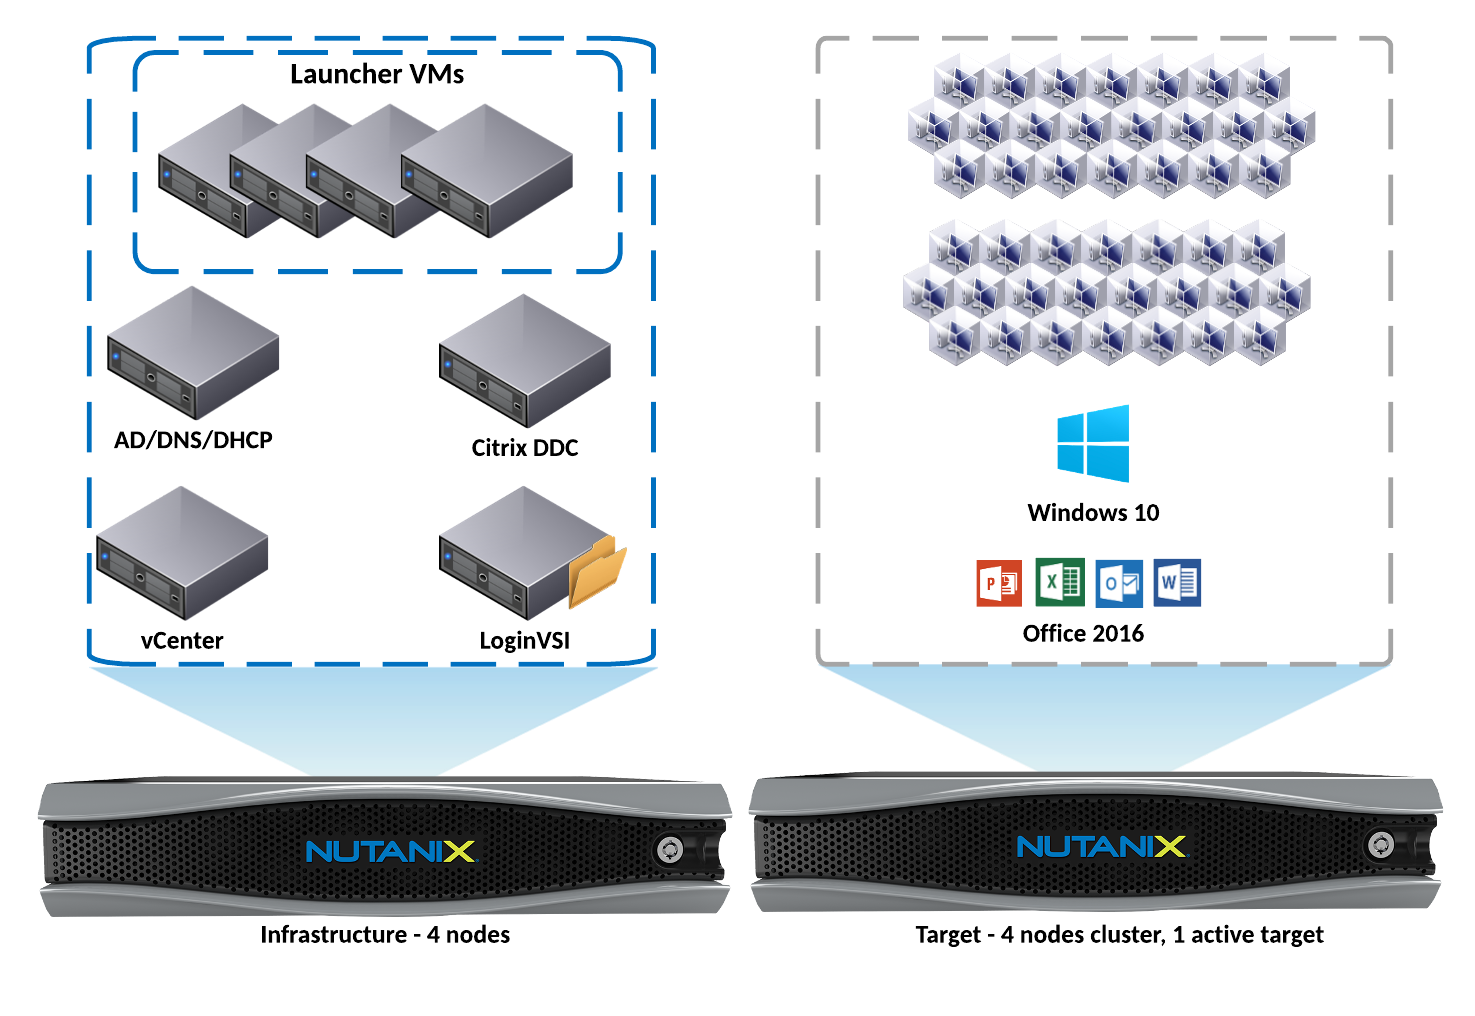 Launcher VMs
AD/DNS/DHCP
Citrix DDC
vCenter
LoginVSI
NUTANIX
Infrastructure - 4 nodes
Windows 10
P
X
O
W
Office 2016
NUTANIX
Target - 4 nodes cluster, 1 active target